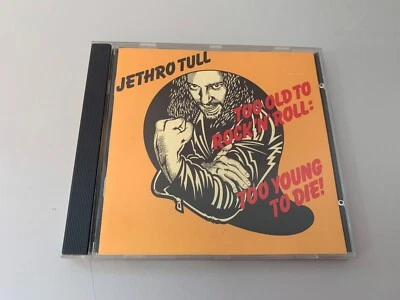 JETHRO TULL
TOO OLD TO
ROCK'N'ROLL:
TOO YOUNG
TO DIE!